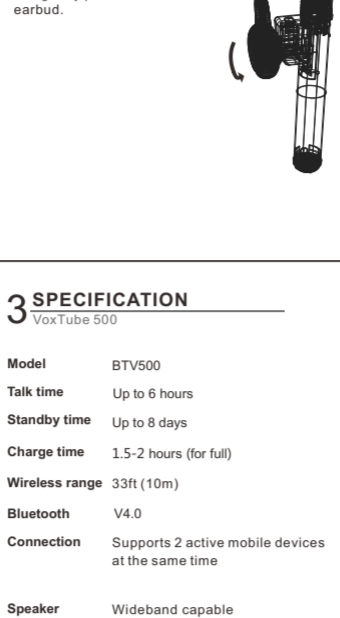 earbud.
3 SPECIFICATION
VoxTube 500
Model BTV500
Talk time Up to 6 hours
Standby time Up to 8 days
Charge time 1.5-2 hours (for full)
Wireless range 33ft (10m)
Bluetooth V4.0
Connection Supports 2 active mobile devices
at the same time
Speaker Wideband capable